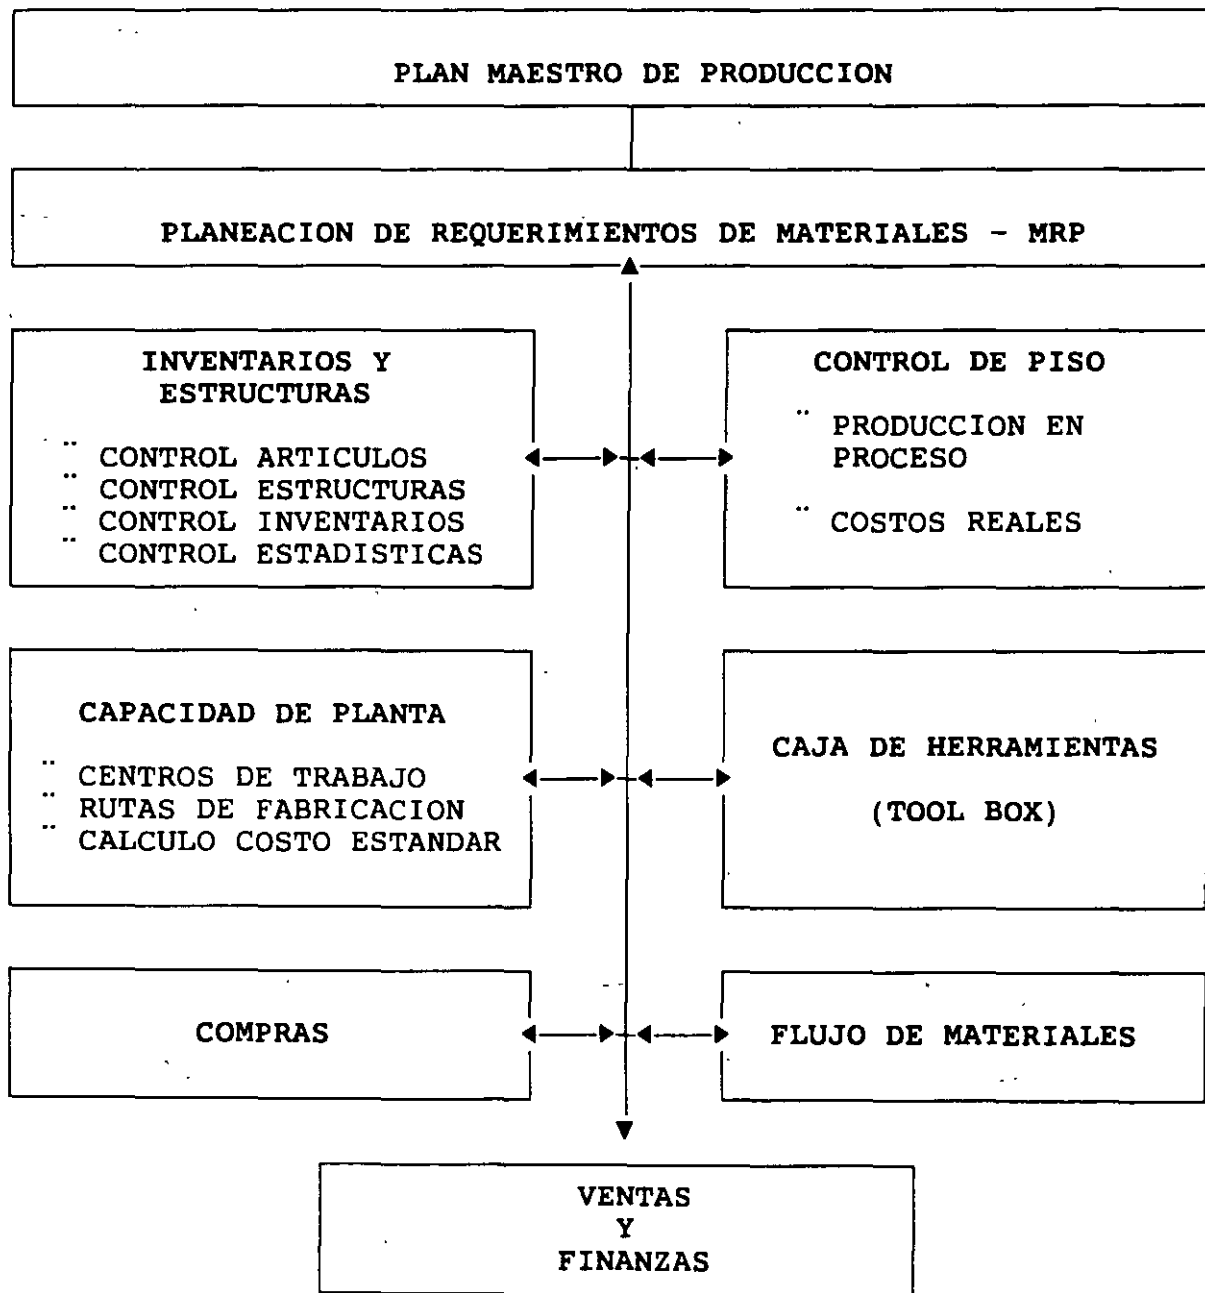 PLAN MAESTRO DE PRODUCCION
PLANEACION DE REQUERIMIENTOS DE MATERIALES - MRP
INVENTARIOS Y
ESTRUCTURAS
¨ CONTROL ARTICULOS
¨ CONTROL ESTRUCTURAS
¨ CONTROL INVENTARIOS
¨ CONTROL ESTADISTICAS
CONTROL DE PISO
¨ PRODUCCION EN
PROCESO
¨ COSTOS REALES
CAPACIDAD DE PLANTA
¨ CENTROS DE TRABAJO
¨ RUTAS DE FABRICACION
¨ CALCULO COSTO ESTANDAR
CAJA DE HERRAMIENTAS
(TOOL BOX)
COMPRAS
FLUJO DE MATERIALES
VENTAS
Y
FINANZAS